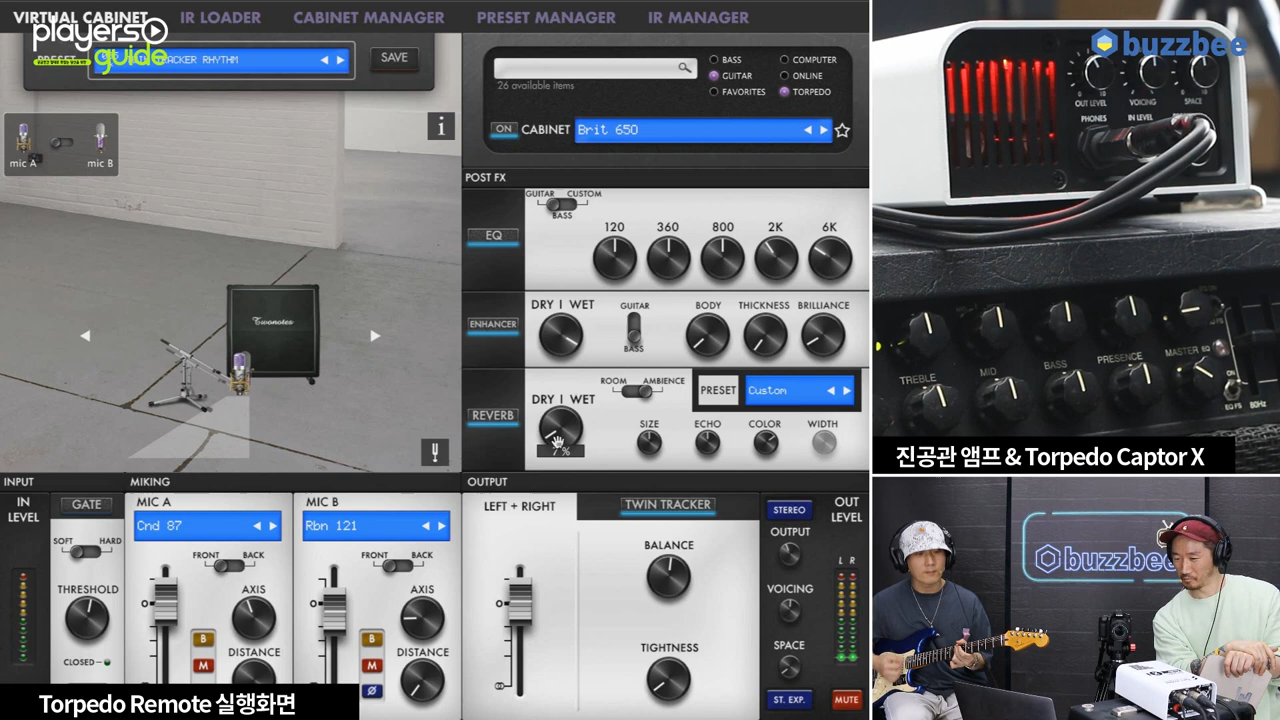 VIRTUAL CABINET
IR LOADER
CABINET MANAGER
PRESET MANAGER
IR MANAGER
players
guide
TRACKER RHYTHM
SAVE
mic A
mic B
26 available items
BASS
GUITAR
FAVORITES
COMPUTER
ONLINE
TORPEDO
ON
CABINET
Brit 650
POST FX
EQ
GUITAR
CUSTOM
BASS
120
360
800
2K
6K
ENHANCER
DRY I WET
GUITAR
BASS
BODY
THICKNESS
BRILLIANCE
REVERB
DRY I WET
7 %
ROOM
AMBIENCE
PRESET
Custom
SIZE
ECHO
COLOR
WIDTH
Twonotes
INPUT
MIKING
OUTPUT
IN
LEVEL
GATE
SOFT
HARD
THRESHOLD
CLOSED
MIC A
Cnd 87
FRONT
BACK
AXIS
DISTANCE
B
M
MIC B
Rbn 121
FRONT
BACK
AXIS
DISTANCE
B
M
Ø
LEFT + RIGHT
TWIN TRACKER
BALANCE
TIGHTNESS
STEREO
OUTPUT
VOICING
SPACE
ST. EXP.
OUT
LEVEL
L R
MUTE
Torpedo Remote 실행화면
buzzbee
OUT LEVEL
VOICING
SPACE
PHONES
IN LEVEL
TREBLE
MID
BASS
PRESENCE
MASTER
EQ
진공관 앰프 & Torpedo Captor X
buzzbee